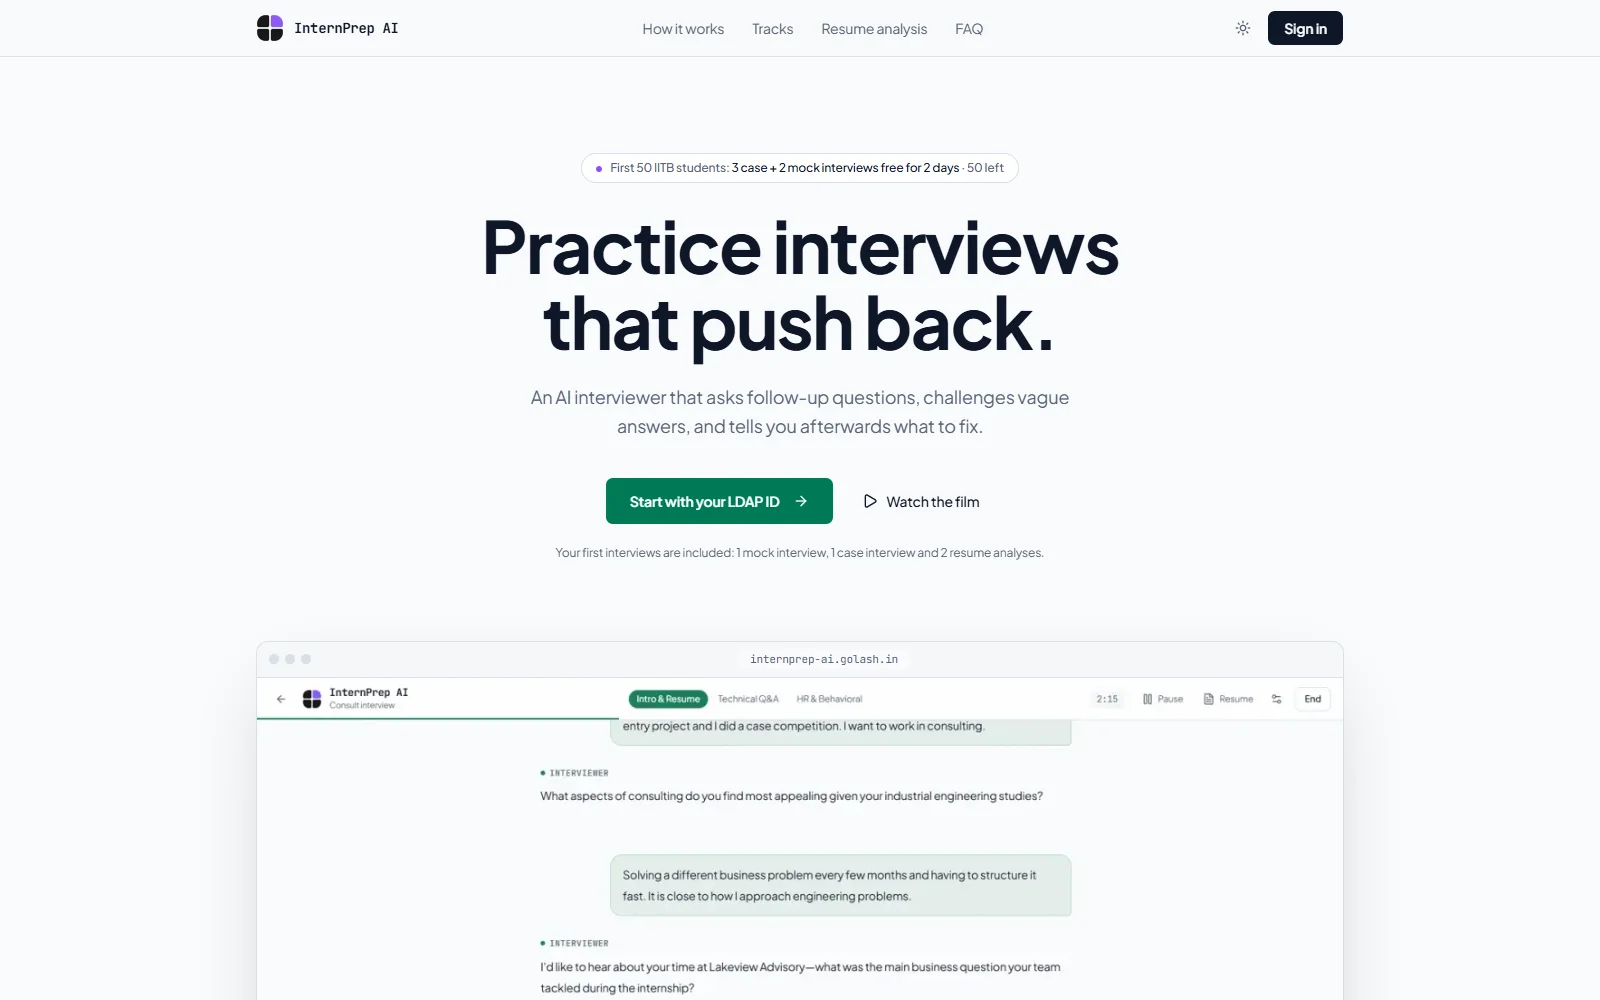 InternPrep AI
How it works
Tracks
Resume analysis
FAQ
Sign in
First 50 IITB students: 3 case + 2 mock interviews free for 2 days · 50 left
Practice interviews
that push back.
An AI interviewer that asks follow-up questions, challenges vague
answers, and tells you afterwards what to fix.
Start with your LDAP ID
Watch the film
Your first interviews are included: 1 mock interview, 1 case interview and 2 resume analyses.
internprep-ai.golash.in
InternPrep AI
Consult interview
Intro & Resume
Technical Q&A
HR & Behavioral
2:15
Pause
Resume
End
entry project and I did a case competition. I want to work in consulting.
INTERVIEWER
What aspects of consulting do you find most appealing given your industrial engineering studies?
Solving a different business problem every few months and having to structure it
fast. It is close to how I approach engineering problems.
INTERVIEWER
I'd like to hear about your time at Lakeview Advisory—what was the main business question your team
tackled during the internship?